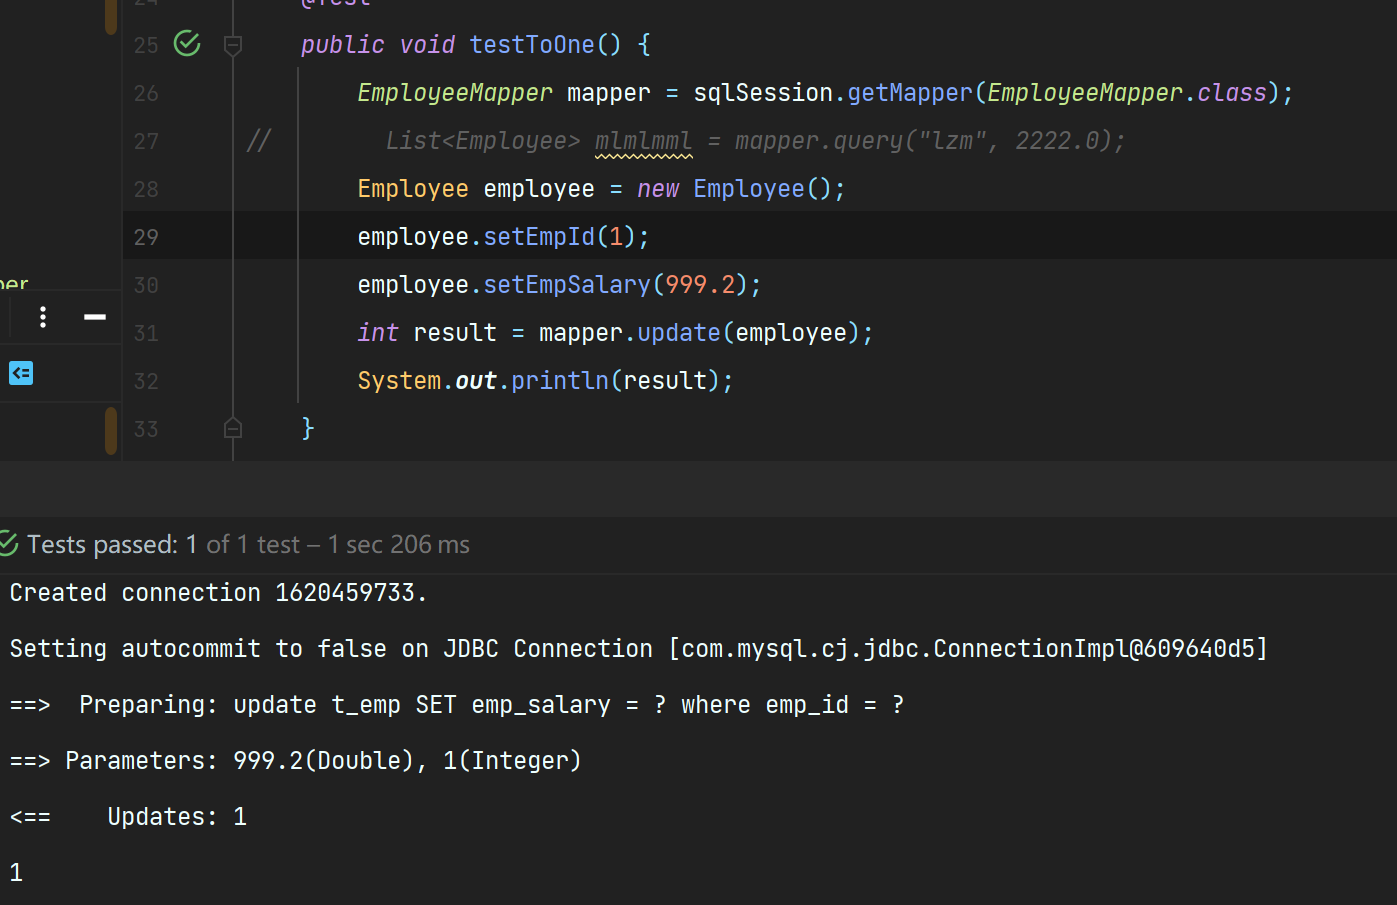 24 @Test
25 public void testToOne() {
26 EmployeeMapper mapper = sqlSession.getMapper(EmployeeMapper.class);
27 // List<Employee> mlmlmml = mapper.query("lzm", 2222.0);
28 Employee employee = new Employee();
29 employee.setEmpId(1);
30 employee.setEmpSalary(999.2);
31 int result = mapper.update(employee);
32 System.out.println(result);
33 }
per
Tests passed: 1 of 1 test – 1 sec 206 ms
Created connection 1620459733.
Setting autocommit to false on JDBC Connection [com.mysql.cj.jdbc.ConnectionImpl@609640d5]
==>  Preparing: update t_emp SET emp_salary = ? where emp_id = ?
==> Parameters: 999.2(Double), 1(Integer)
<==    Updates: 1
1